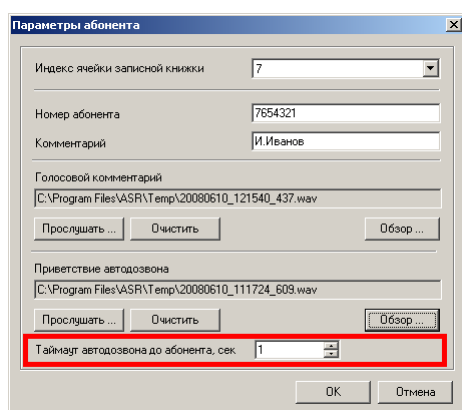 Параметры абонента
Индекс ячейки записной книжки 7
Номер абонента 7654321
Комментарий И.Иванов
Голосовой комментарий
C:\Program Files\ASR\Temp\20080610_121540_437.wav
Прослушать ... Очистить Обзор ...
Приветствие автодозвона
C:\Program Files\ASR\Temp\20080610_111724_609.wav
Прослушать ... Очистить Обзор ...
Таймаут автодозвона до абонента, сек 1
OK Отмена